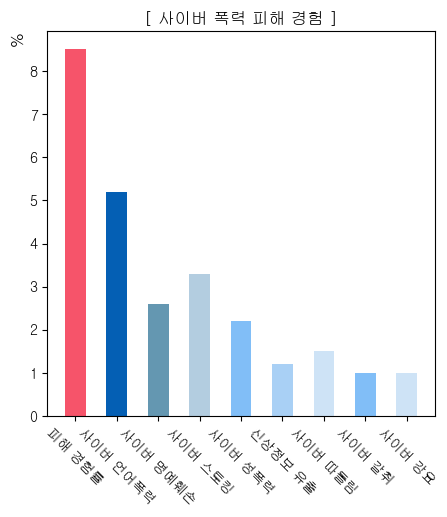 [ 사이버 폭력 피해 경험 ]
%
8
7
6
5
4
3
2
1
0
피해 경험률
사이버 언어폭력
사이버 명예훼손
사이버 스토킹
사이버 성폭력
신상정보 유출
사이버 따돌림
사이버 갈취
사이버 강요